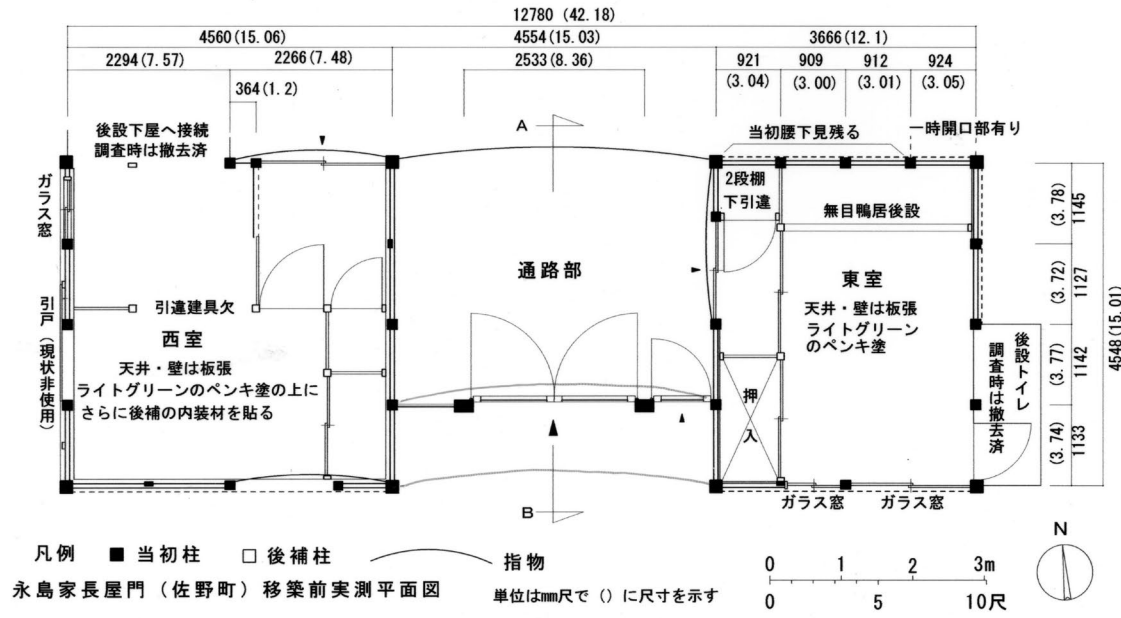 12780 (42.18)
4560(15.06)
4554(15.03)
3666(12.1)
2294(7.57)
2266(7.48)
2533(8.36)
921
909
912
924
(3.04)
(3.00)
(3.01)
(3.05)
364(1.2)
後設下屋へ接続
調査時は撤去済
A
当初腰下見残る
一時開口部有り
ガラス窓
2段棚
下引違
無目鴨居後設
(3.78)
1145
通路部
東室
天井・壁は板張
ライトグリーン
のペンキ塗
(3.72)
1127
引戸(現状非使用)
引違建具欠
西室
天井・壁は板張
ライトグリーンのペンキ塗の上に
さらに後補の内装材を貼る
押入
後設トイレ
調査時は撤去済
(3.77)
1142
4548(15.01)
(3.74)
1133
B
ガラス窓
ガラス窓
凡例 ■ 当初柱 □ 後補柱 指物
永島家長屋門(佐野町)移築前実測平面図
単位はmm尺で()に尺寸を示す
0 1 2 3m
0 5 10尺
N